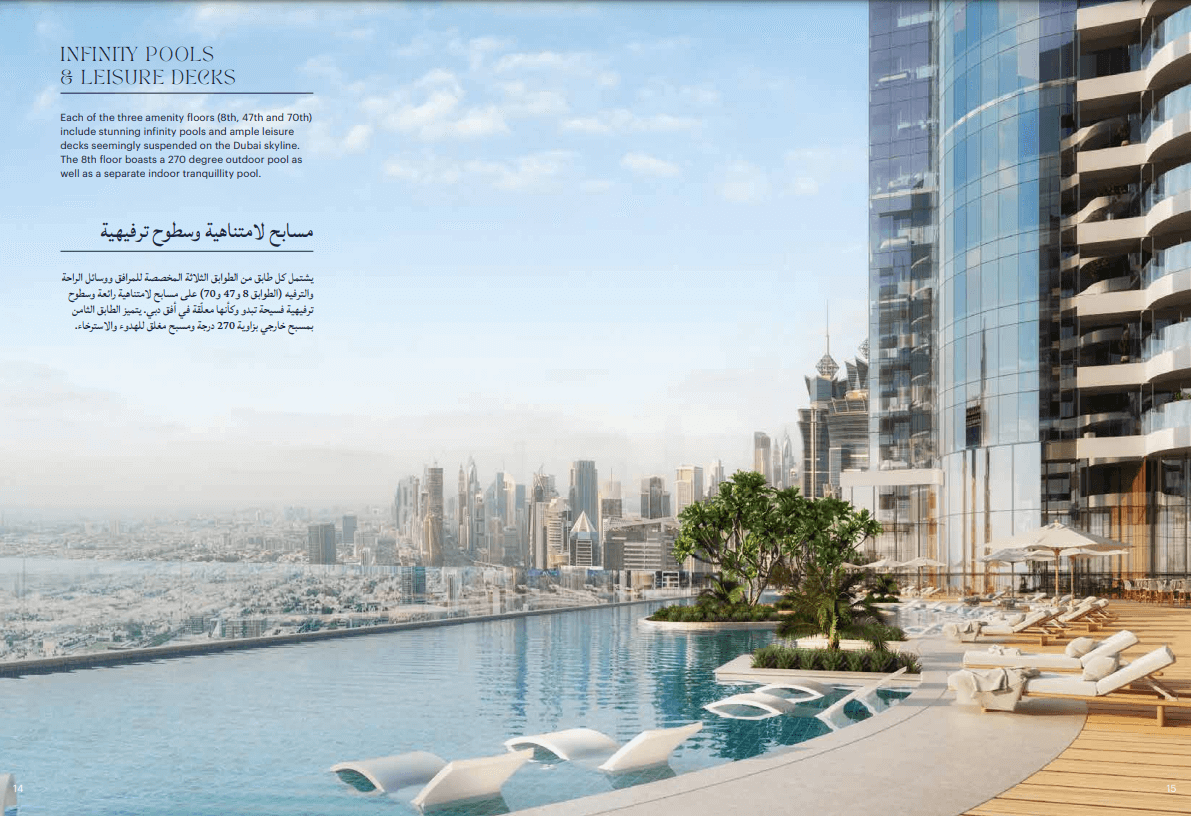 INFINITY POOLS
& LEISURE DECKS
Each of the three amenity floors (8th, 47th and 70th)
include stunning infinity pools and ample leisure
decks seemingly suspended on the Dubai skyline.
The 8th floor boasts a 270 degree outdoor pool as
well as a separate indoor tranquillity pool.
مسابح لامتناهية وسطوح ترفيهية
يشتمل كل طابق من الطوابق الثلاثة المخصصة للمرافق ووسائل الراحة
والترفيه (الطوابق 8 و47 و70) على مسابح لامتناهية رائعة وسطوح
ترفيهية فسيحة تبدو وكأنها معلّقة في أفق دبي. يتميز الطابق الثامن
بمسبح خارجي بزاوية 270 درجة ومسبح مغلق للهدوء والاسترخاء.
14
15